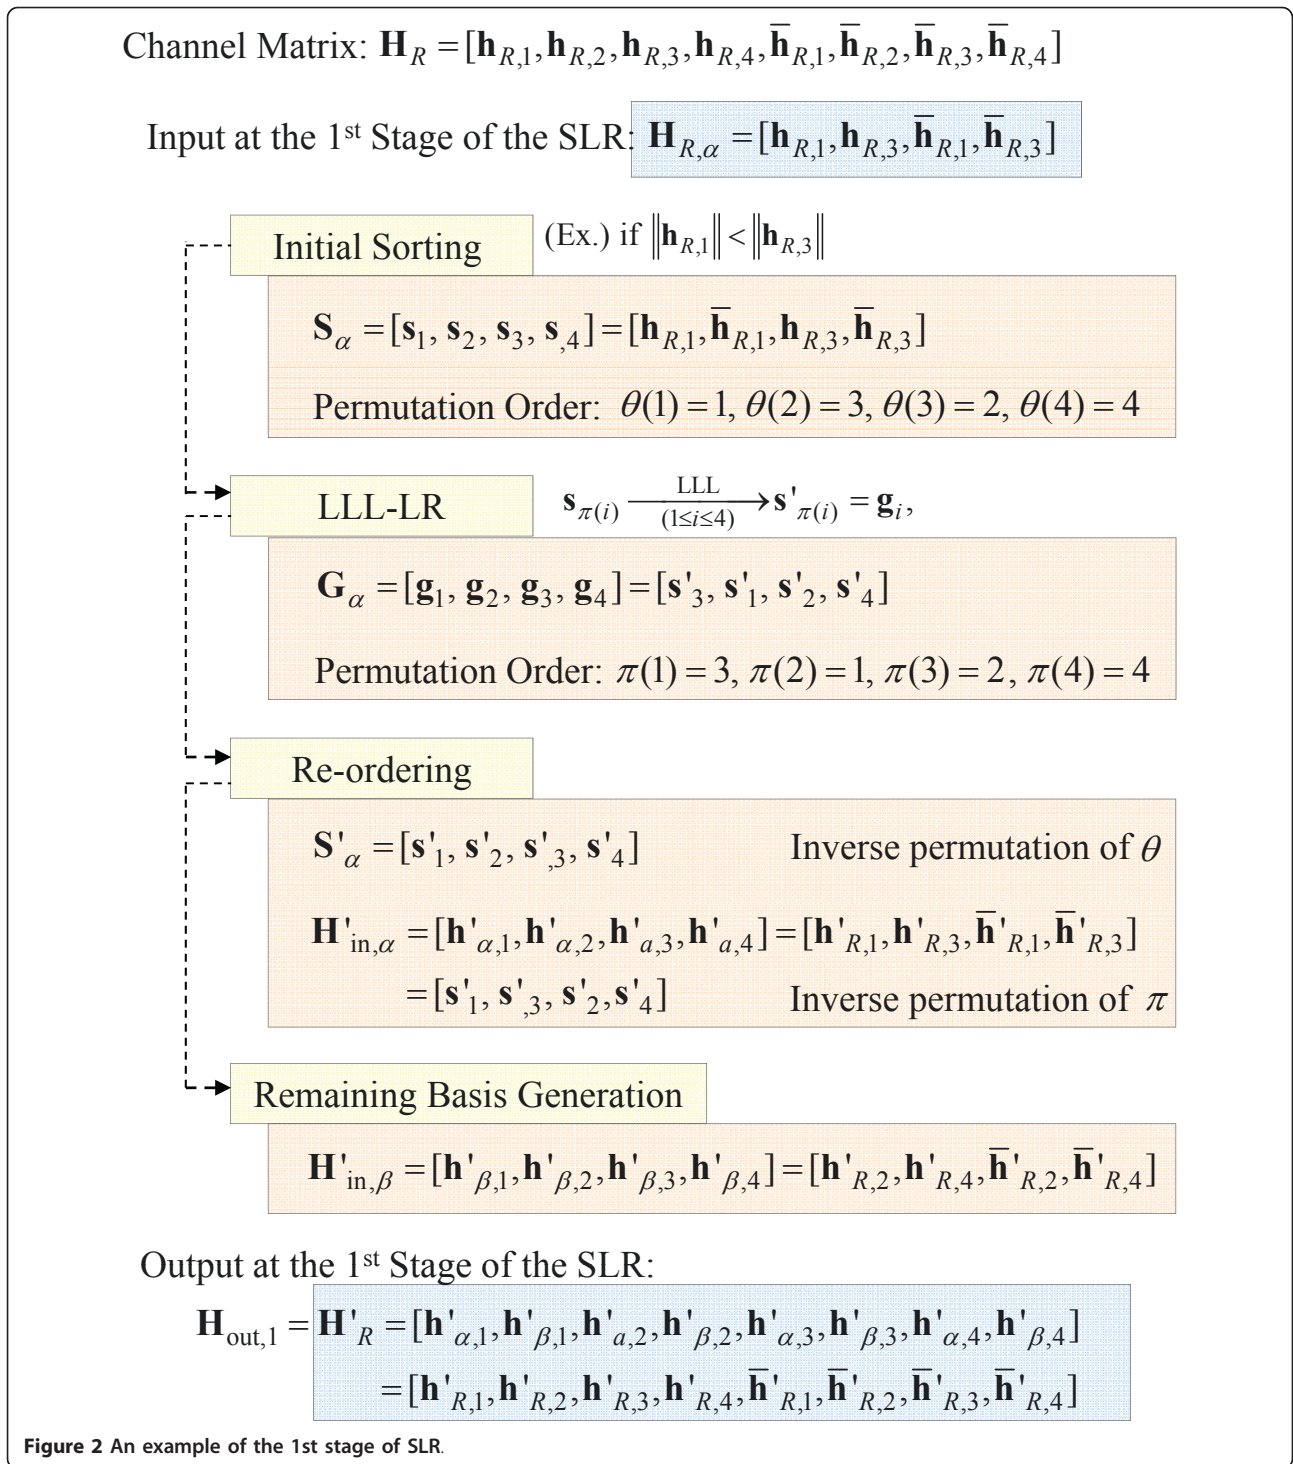 Channel Matrix: H_R = [h_{R,1}, h_{R,2}, h_{R,3}, h_{R,4}, h̅_{R,1}, h̅_{R,2}, h̅_{R,3}, h̅_{R,4}]
Input at the 1st Stage of the SLR: H_{R,α} = [h_{R,1}, h_{R,3}, h̅_{R,1}, h̅_{R,3}]
Initial Sorting (Ex.) if ‖h_{R,1}‖ < ‖h_{R,3}‖
S_α = [s_1, s_2, s_3, s_{,4}] = [h_{R,1}, h̅_{R,1}, h_{R,3}, h̅_{R,3}]
Permutation Order: θ(1) = 1, θ(2) = 3, θ(3) = 2, θ(4) = 4
LLL-LR s_{π(i)} —LLL (1≤i≤4)→ s'_{π(i)} = g_i,
G_α = [g_1, g_2, g_3, g_4] = [s'_3, s'_1, s'_2, s'_4]
Permutation Order: π(1) = 3, π(2) = 1, π(3) = 2, π(4) = 4
Re-ordering
S'_α = [s'_1, s'_2, s'_{,3}, s'_4] Inverse permutation of θ
H'_{in,α} = [h'_{α,1}, h'_{α,2}, h'_{a,3}, h'_{a,4}] = [h'_{R,1}, h'_{R,3}, h̅'_{R,1}, h̅'_{R,3}]
= [s'_1, s'_{,3}, s'_2, s'_4] Inverse permutation of π
Remaining Basis Generation
H'_{in,β} = [h'_{β,1}, h'_{β,2}, h'_{β,3}, h'_{β,4}] = [h'_{R,2}, h'_{R,4}, h̅'_{R,2}, h̅'_{R,4}]
Output at the 1st Stage of the SLR:
H_{out,1} = H'_R = [h'_{α,1}, h'_{β,1}, h'_{a,2}, h'_{β,2}, h'_{α,3}, h'_{β,3}, h'_{α,4}, h'_{β,4}]
= [h'_{R,1}, h'_{R,2}, h'_{R,3}, h'_{R,4}, h̅'_{R,1}, h̅'_{R,2}, h̅'_{R,3}, h̅'_{R,4}]
Figure 2 An example of the 1st stage of SLR.